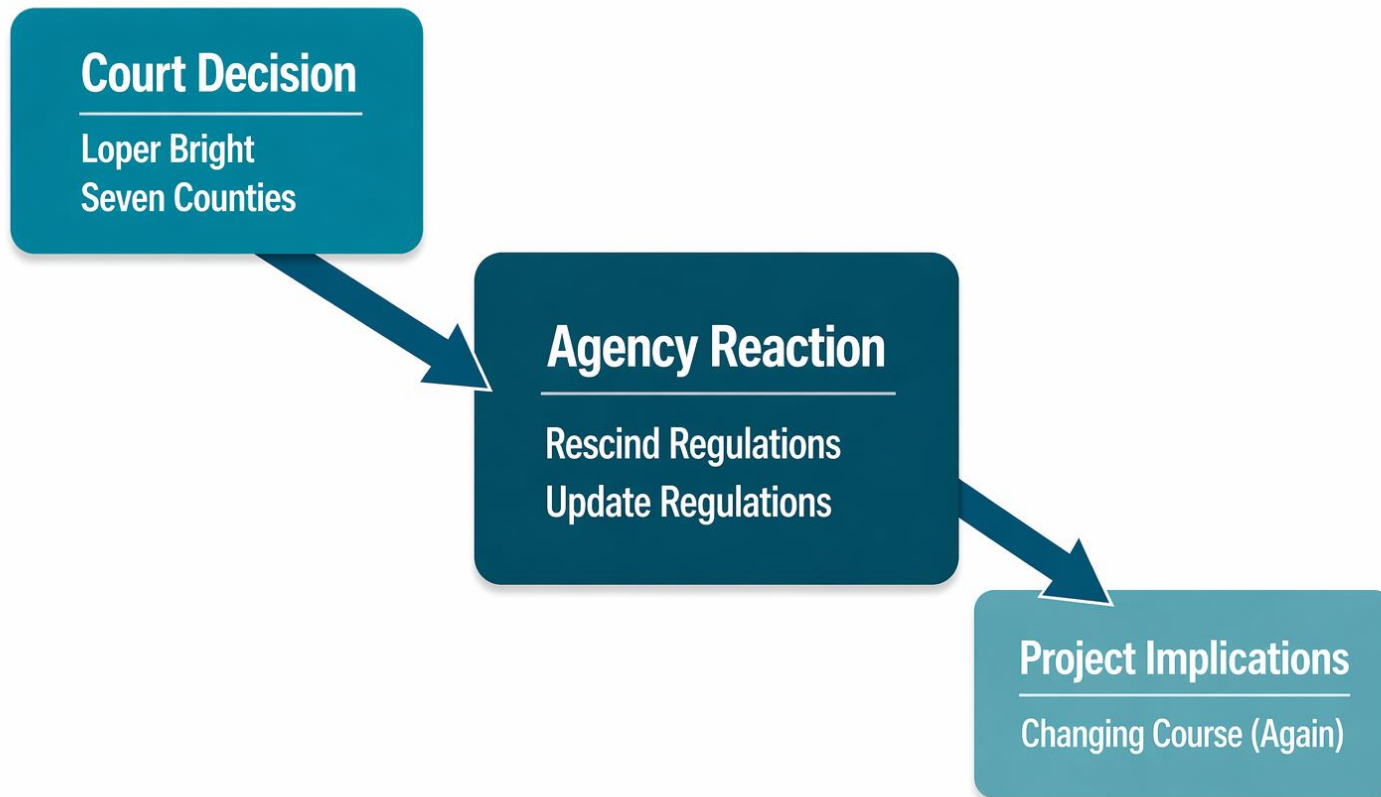 Court Decision
Loper Bright
Seven Counties
Agency Reaction
Rescind Regulations
Update Regulations
Project Implications
Changing Course (Again)